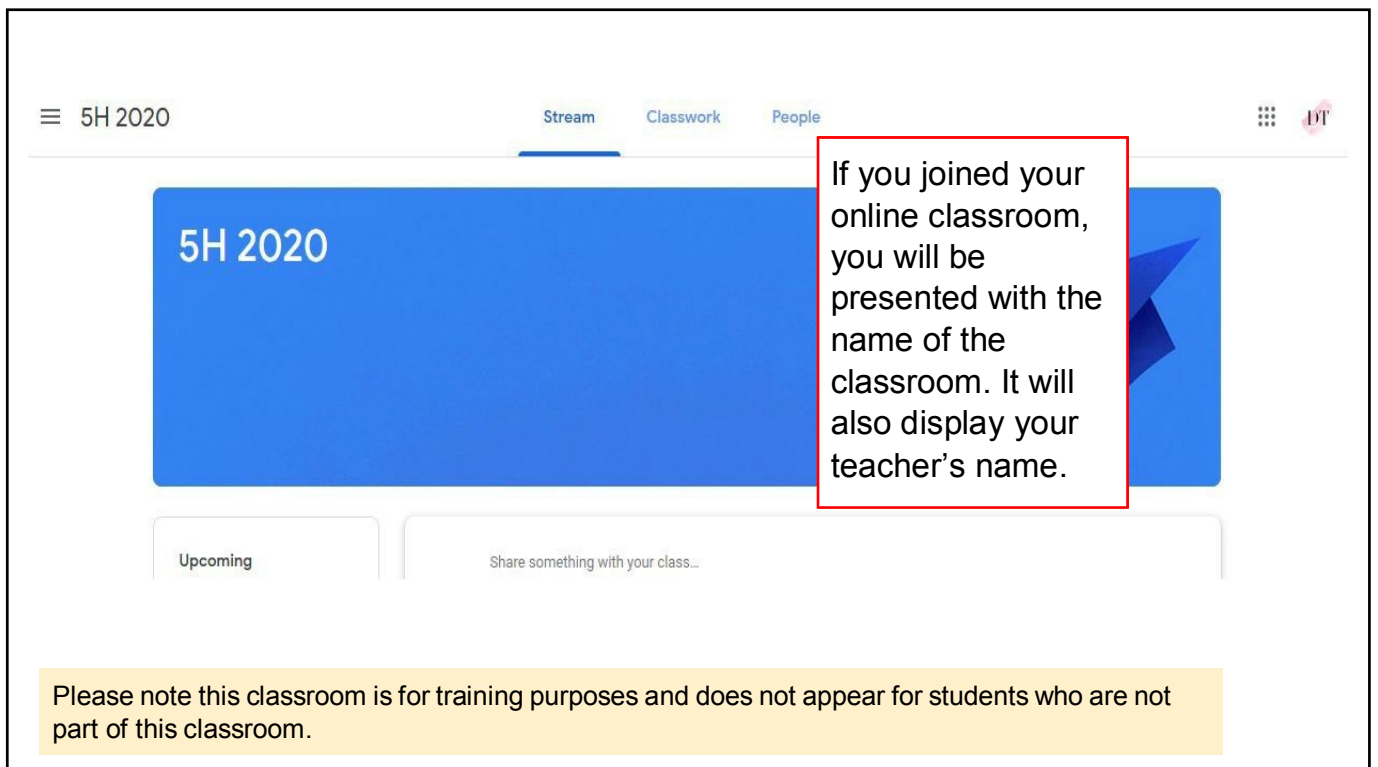 5H 2020
Stream Classwork People
DT
5H 2020
If you joined your
online classroom,
you will be
presented with the
name of the
classroom. It will
also display your
teacher’s name.
Upcoming
Share something with your class...
Please note this classroom is for training purposes and does not appear for students who are not
part of this classroom.